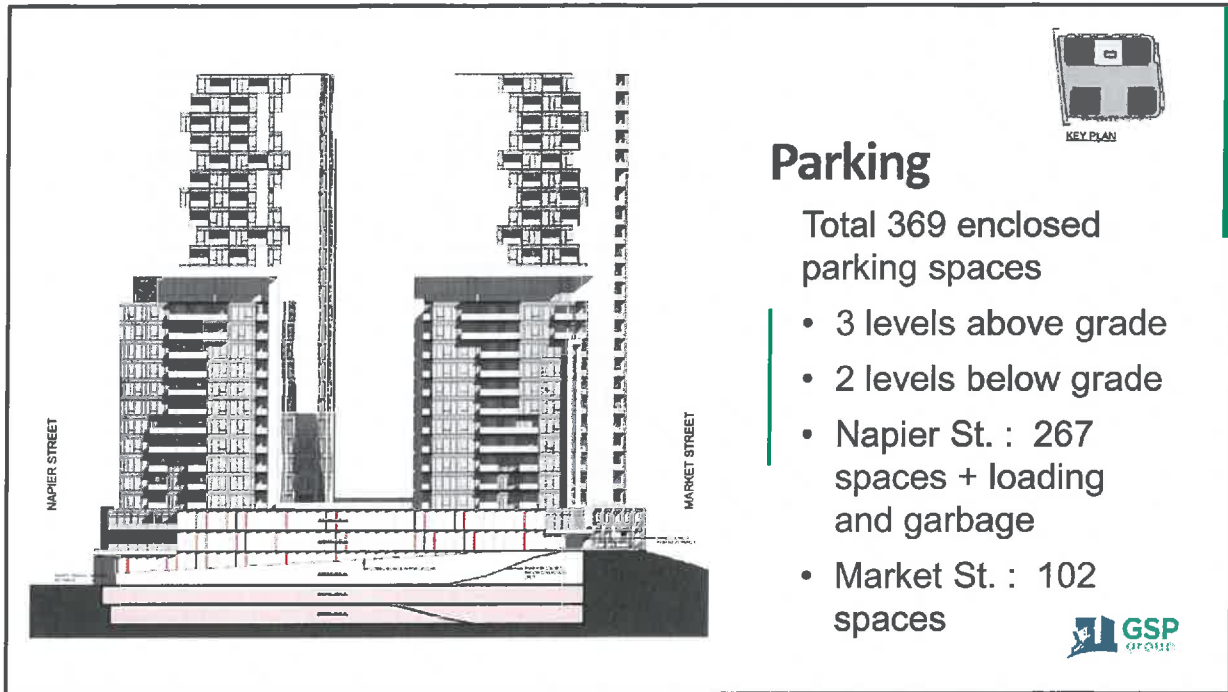 KEY PLAN
Parking
Total 369 enclosed
parking spaces
• 3 levels above grade
• 2 levels below grade
• Napier St. : 267
spaces + loading
and garbage
• Market St. : 102
spaces
NAPIER STREET
MARKET STREET
GSP
group